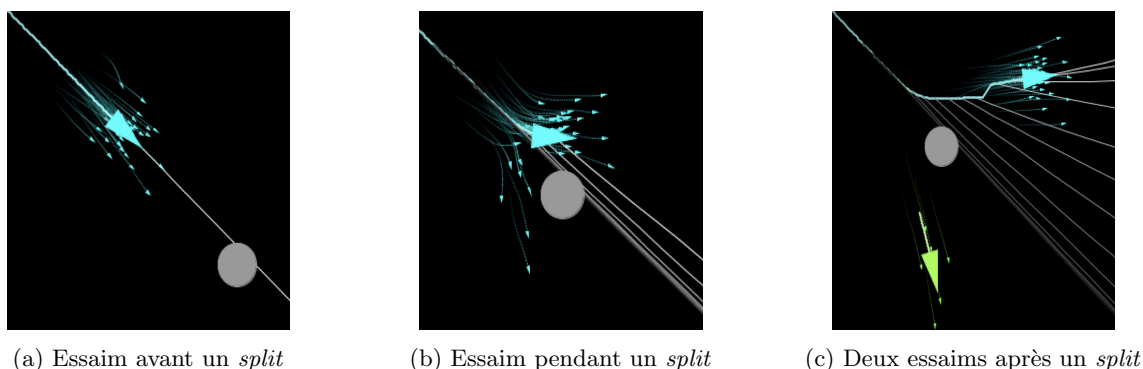 (a) Essaim avant un split
(b) Essaim pendant un split
(c) Deux essaims après un split